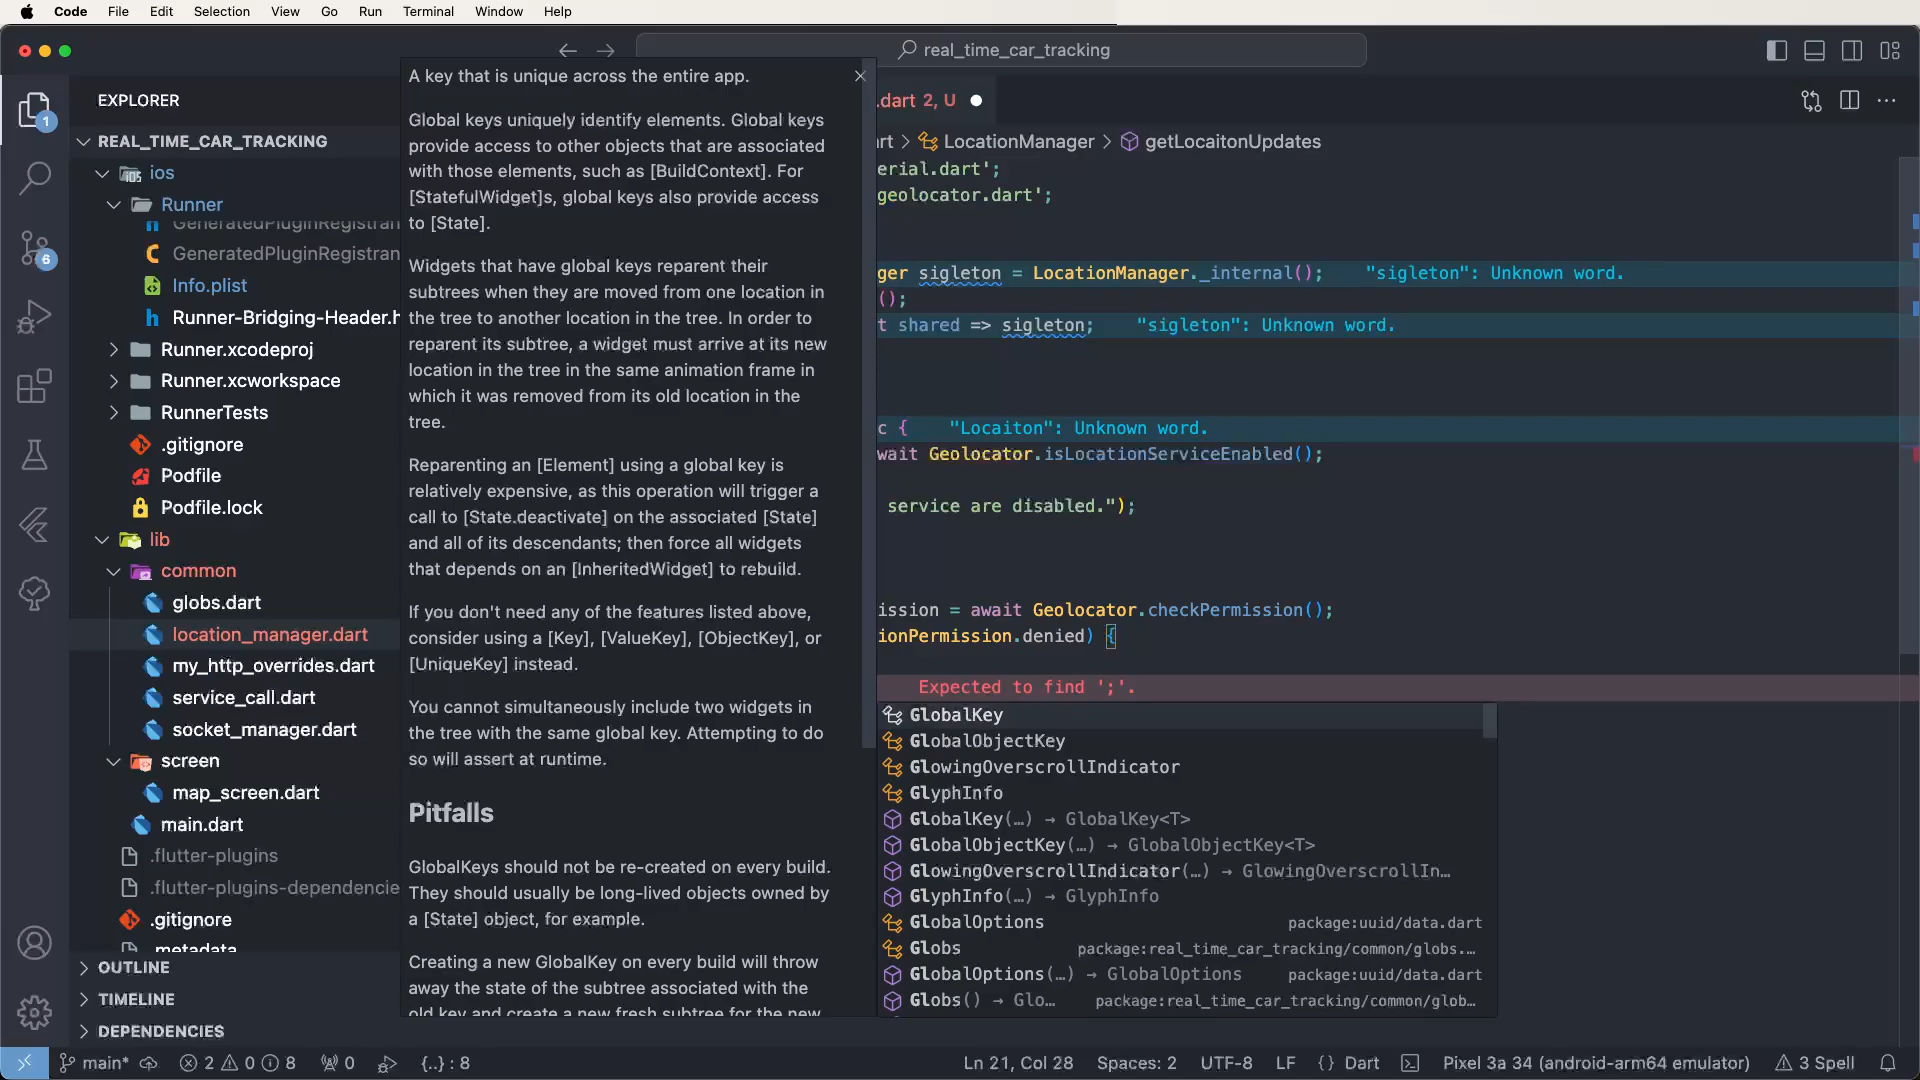 Code File Edit Selection View Go Run Terminal Window Help
real_time_car_tracking
EXPLORER
REAL_TIME_CAR_TRACKING
ios
Runner
GeneratedPluginRegistran
GeneratedPluginRegistran
Info.plist
Runner-Bridging-Header.h
Runner.xcodeproj
Runner.xcworkspace
RunnerTests
.gitignore
Podfile
Podfile.lock
lib
common
globs.dart
location_manager.dart
my_http_overrides.dart
service_call.dart
socket_manager.dart
screen
map_screen.dart
main.dart
.flutter-plugins
.flutter-plugins-dependencie
.gitignore
.metadata
OUTLINE
TIMELINE
DEPENDENCIES
1
6
A key that is unique across the entire app.
Global keys uniquely identify elements. Global keys
provide access to other objects that are associated
with those elements, such as [BuildContext]. For
[StatefulWidget]s, global keys also provide access
to [State].
Widgets that have global keys reparent their
subtrees when they are moved from one location in
the tree to another location in the tree. In order to
reparent its subtree, a widget must arrive at its new
location in the tree in the same animation frame in
which it was removed from its old location in the
tree.
Reparenting an [Element] using a global key is
relatively expensive, as this operation will trigger a
call to [State.deactivate] on the associated [State]
and all of its descendants; then force all widgets
that depends on an [InheritedWidget] to rebuild.
If you don't need any of the features listed above,
consider using a [Key], [ValueKey], [ObjectKey], or
[UniqueKey] instead.
You cannot simultaneously include two widgets in
the tree with the same global key. Attempting to do
so will assert at runtime.
Pitfalls
GlobalKeys should not be re-created on every build.
They should usually be long-lived objects owned by
a [State] object, for example.
Creating a new GlobalKey on every build will throw
away the state of the subtree associated with the
old key and create a new fresh subtree for the new
.dart 2, U
rt > LocationManager > getLocaitonUpdates
erial.dart';
geolocator.dart';
ger sigleton = LocationManager._internal(); "sigleton": Unknown word.
();
t shared => sigleton; "sigleton": Unknown word.
c { "Locaiton": Unknown word.
wait Geolocator.isLocationServiceEnabled();
service are disabled.");
ission = await Geolocator.checkPermission();
ionPermission.denied) {
Expected to find ';'.
GlobalKey
GlobalObjectKey
GlowingOverscrollIndicator
GlyphInfo
GlobalKey(…) → GlobalKey<T>
GlobalObjectKey(…) → GlobalObjectKey<T>
GlowingOverscrollIndicator(…) → GlowingOverscrollIn…
GlyphInfo(…) → GlyphInfo
GlobalOptions package:uuid/data.dart
Globs package:real_time_car_tracking/common/globs.…
GlobalOptions(…) → GlobalOptions package:uuid/data.dart
Globs() → Glo… package:real_time_car_tracking/common/glob…
main* 2 0 8 0 {..} : 8 Ln 21, Col 28 Spaces: 2 UTF-8 LF {} Dart Pixel 3a 34 (android-arm64 emulator) 3 Spell